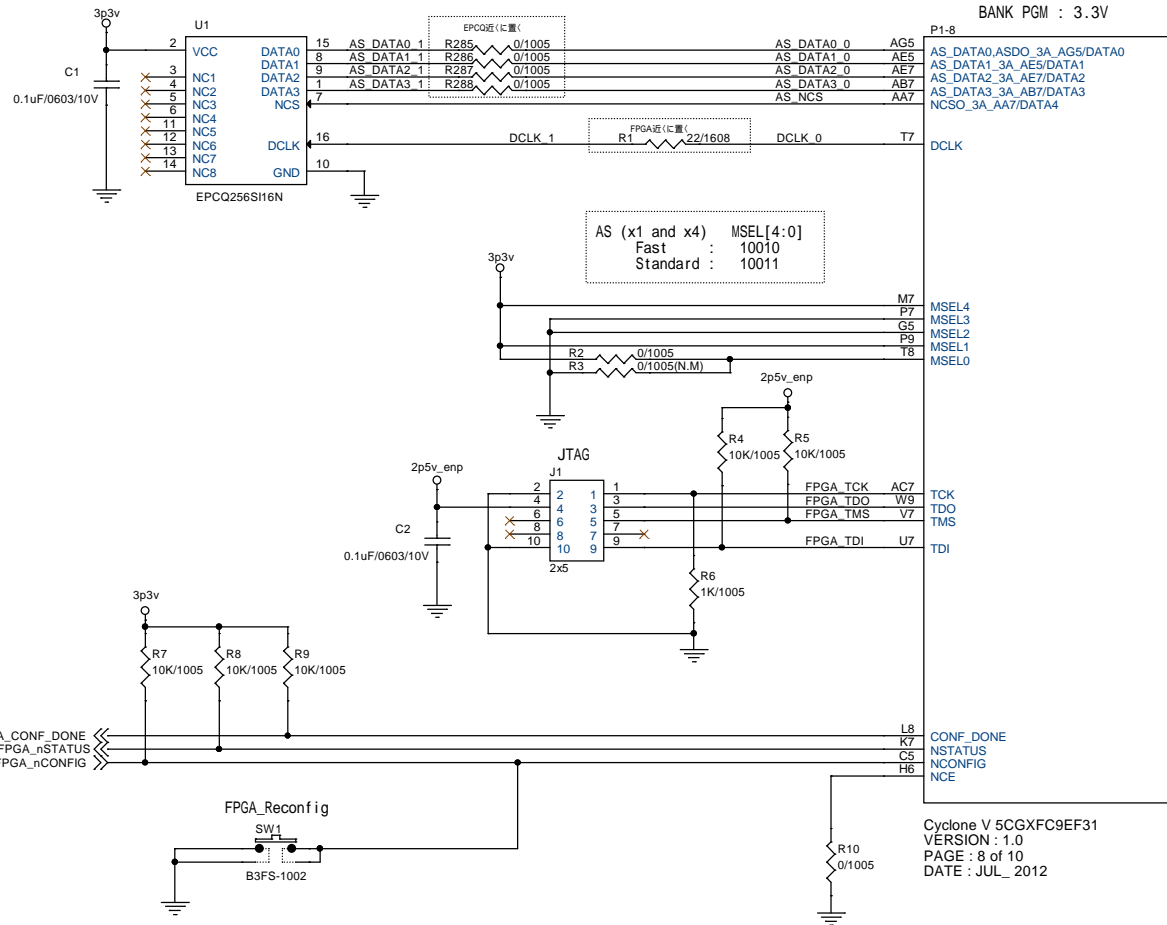 BANK PGM : 3.3V
3p3v
U1
EPCQ近くに置く
P1-8
2 VCC DATA0 15 AS_DATA0_1 R285 0/1005 AS_DATA0_0 AG5 AS_DATA0,ASDO_3A_AG5/DATA0
DATA1 8 AS_DATA1_1 R286 0/1005 AS_DATA1_0 AE5 AS_DATA1_3A_AE5/DATA1
3 NC1 DATA2 9 AS_DATA2_1 R287 0/1005 AS_DATA2_0 AE7 AS_DATA2_3A_AE7/DATA2
4 NC2 DATA3 1 AS_DATA3_1 R288 0/1005 AS_DATA3_0 AB7 AS_DATA3_3A_AB7/DATA3
5 NC3 NCS 7 AS_NCS AA7 NCSO_3A_AA7/DATA4
6 NC4
11 NC5
12 NC6 DCLK 16 DCLK_1 R1 22/1608 DCLK_0 T7 DCLK
FPGA近くに置く
13 NC7
14 NC8 GND 10
C1
0.1uF/0603/10V
EPCQ256SI16N
AS (x1 and x4) MSEL[4:0]
Fast : 10010
Standard : 10011
3p3v
M7 MSEL4
P7 MSEL3
G5 MSEL2
P9 MSEL1
R2 0/1005 T8 MSEL0
R3 0/1005(N.M)
2p5v_enp
R4
10K/1005
R5
10K/1005
JTAG
J1
2p5v_enp
2 2 1 1 FPGA_TCK AC7 TCK
4 4 3 3 FPGA_TDO W9 TDO
6 6 5 5 FPGA_TMS V7 TMS
8 8 7 7
10 10 9 9 FPGA_TDI U7 TDI
2x5
C2
0.1uF/0603/10V
R6
1K/1005
3p3v
R7
10K/1005
R8
10K/1005
R9
10K/1005
A_CONF_DONE L8 CONF_DONE
FPGA_nSTATUS K7 NSTATUS
FPGA_nCONFIG C5 NCONFIG
H6 NCE
FPGA_Reconfig
SW1
B3FS-1002
R10
0/1005
Cyclone V 5CGXFC9EF31
VERSION : 1.0
PAGE : 8 of 10
DATE : JUL_ 2012